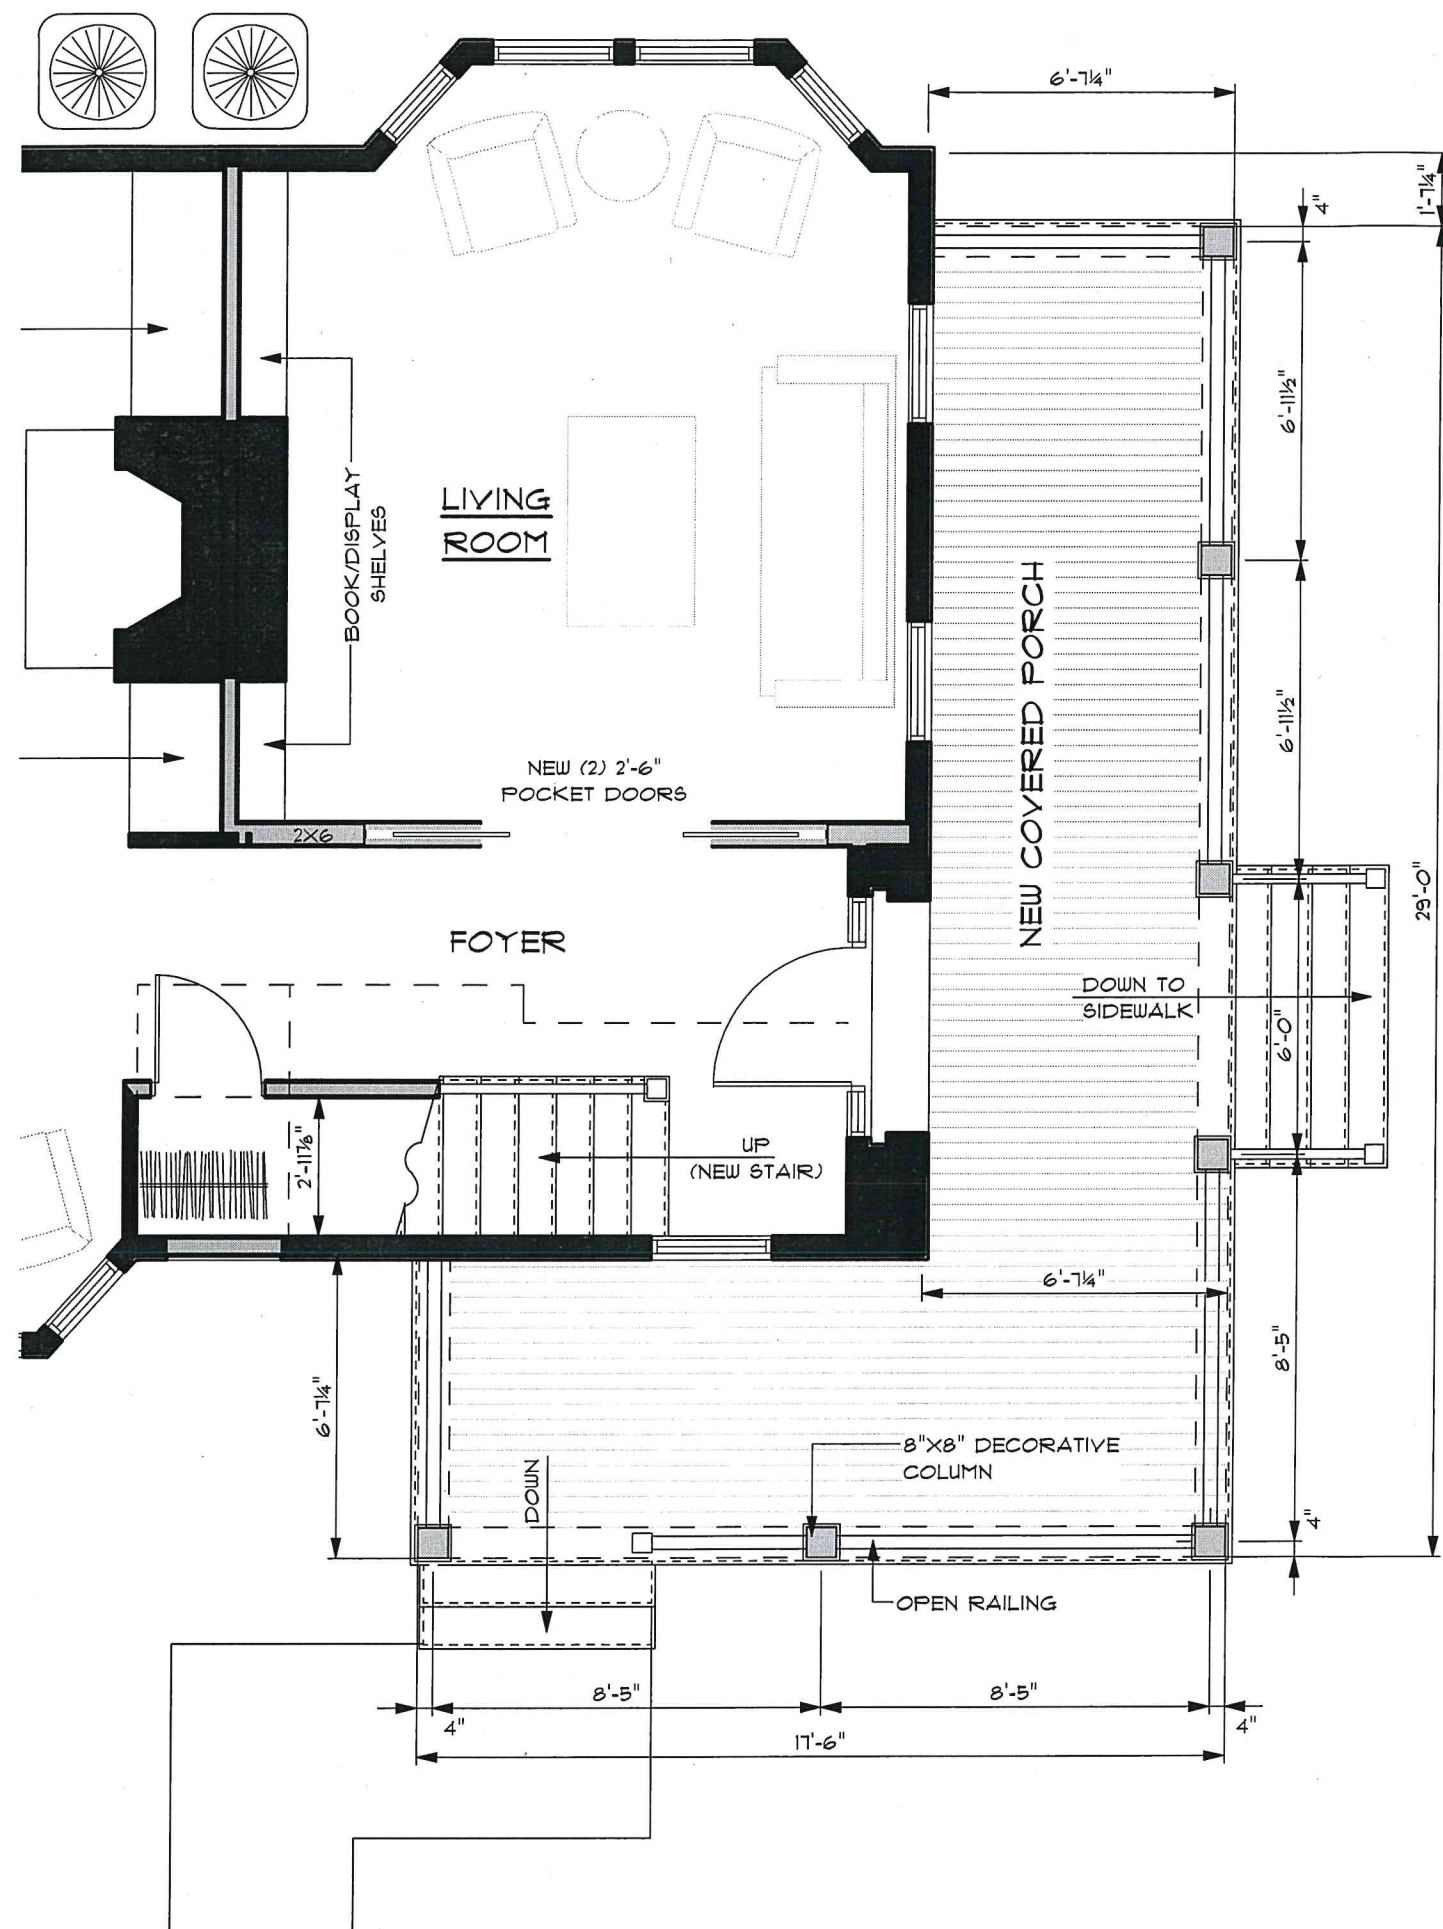 6'-7¼"
1'-7¼"
4"
6'-11½"
BOOK/DISPLAY
SHELVES
LIVING
ROOM
NEW COVERED PORCH
6'-11½"
NEW (2) 2'-6"
POCKET DOORS
2X6
29'-0"
FOYER
DOWN TO
SIDEWALK
6'-0"
2'-11⅞"
UP
(NEW STAIR)
6'-7¼"
8'-5"
6'-7¼"
8"X8" DECORATIVE
COLUMN
DOWN
4"
OPEN RAILING
8'-5"
8'-5"
4"
4"
17'-6"